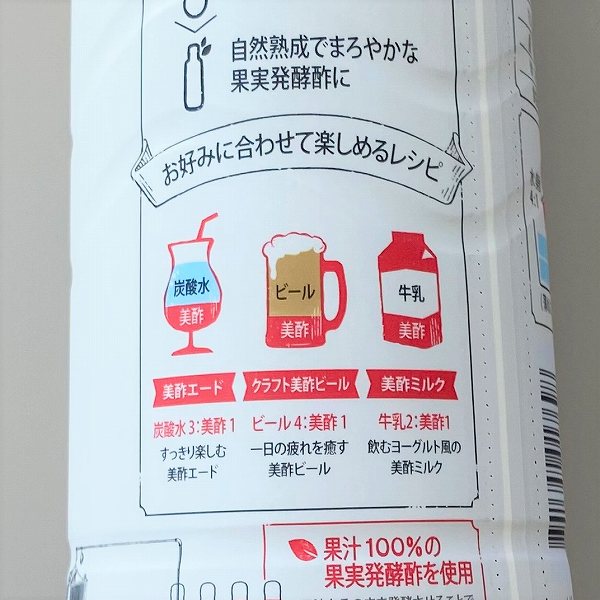 自然熟成でまろやかな
果実発酵酢に
お好みに合わせて楽しめるレシピ
炭酸水
美酢
ビール
美酢
牛乳
美酢
美酢エード
炭酸水3:美酢1
すっきり楽しむ
美酢エード
クラフト美酢ビール
ビール4:美酢1
一日の疲れを癒す
美酢ビール
美酢ミルク
牛乳2:美酢1
飲むヨーグルト風の
美酢ミルク
果汁100%の
果実発酵酢を使用